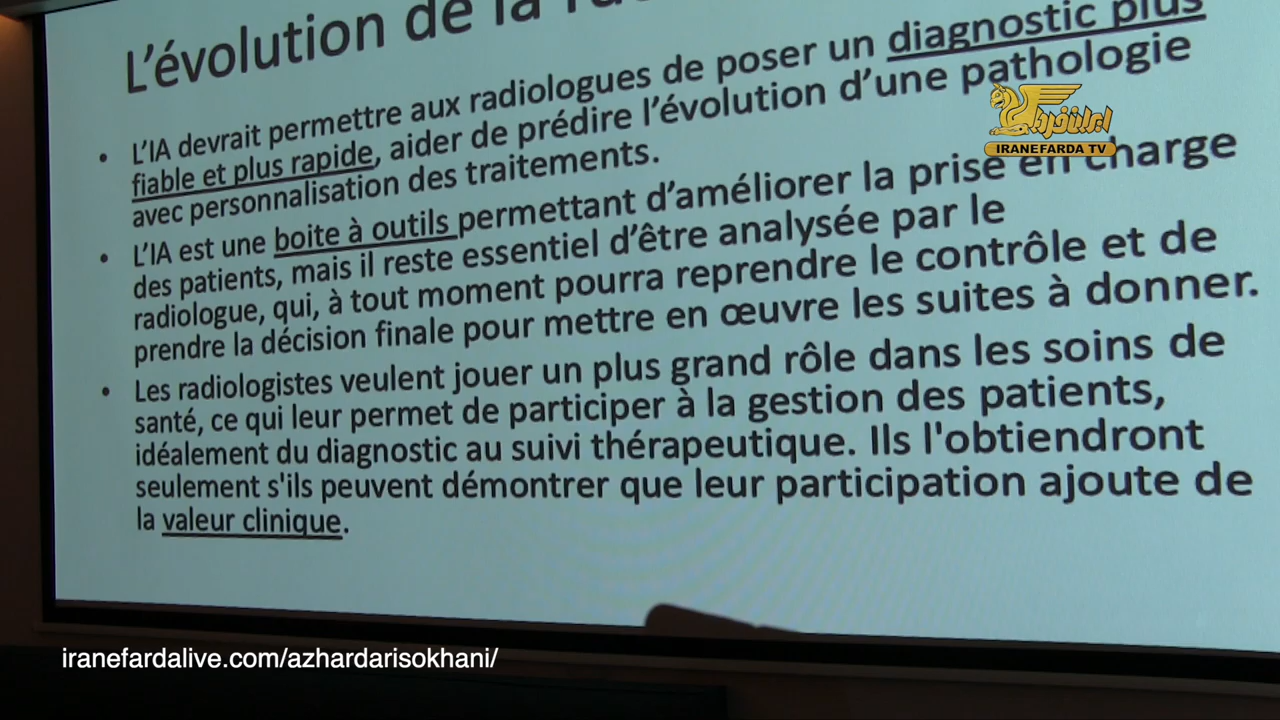 L'évolution de la
• L'IA devrait permettre aux radiologues de poser un diagnostic plus
fiable et plus rapide, aider de prédire l'évolution d'une pathologie
avec personnalisation des traitements.
• L'IA est une boite à outils permettant d'améliorer la prise en charge
des patients, mais il reste essentiel d'être analysée par le
radiologue, qui, à tout moment pourra reprendre le contrôle et de
prendre la décision finale pour mettre en œuvre les suites à donner.
• Les radiologistes veulent jouer un plus grand rôle dans les soins de
santé, ce qui leur permet de participer à la gestion des patients,
idéalement du diagnostic au suivi thérapeutique. Ils l'obtiendront
seulement s'ils peuvent démontrer que leur participation ajoute de
la valeur clinique.
ایران فردا
IRANEFARDA TV
iranefardalive.com/azhardarisokhani/